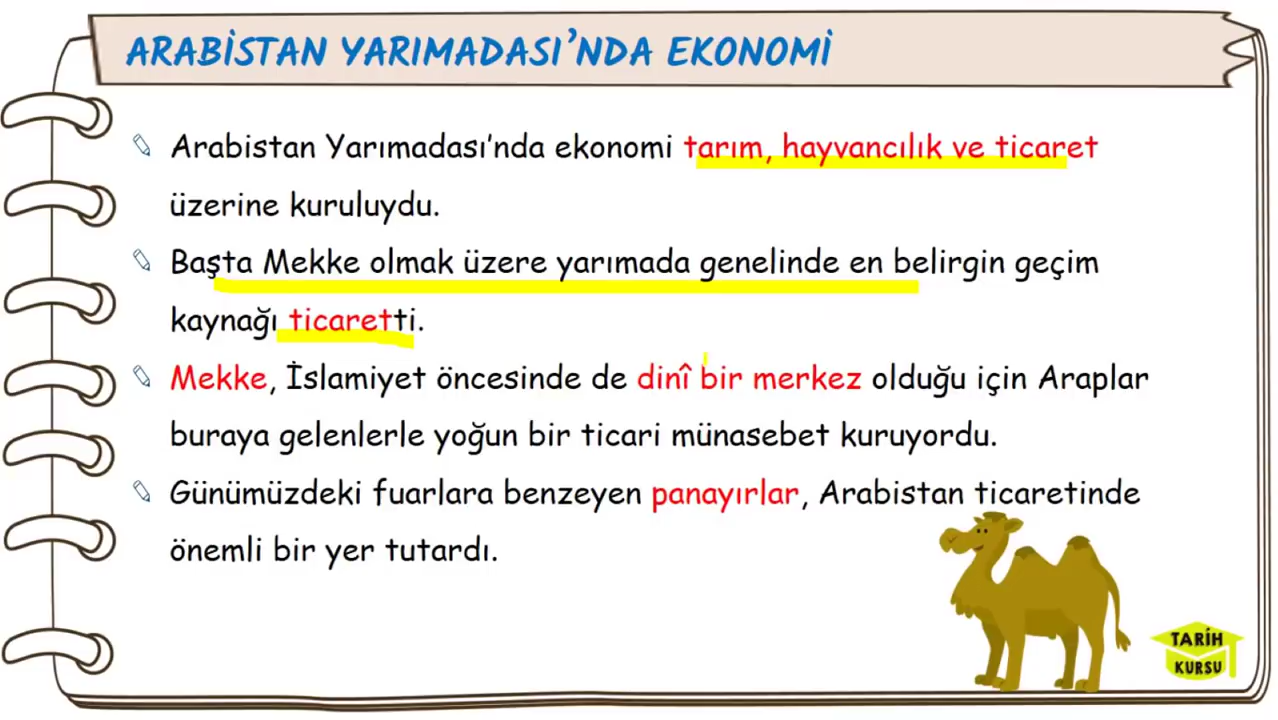 ARABİSTAN YARIMADASI'NDA EKONOMİ
Arabistan Yarımadası'nda ekonomi tarım, hayvancılık ve ticaret
üzerine kuruluydu.
Başta Mekke olmak üzere yarımada genelinde en belirgin geçim
kaynağı ticaretti.
Mekke, İslamiyet öncesinde de dinî bir merkez olduğu için Araplar
buraya gelenlerle yoğun bir ticari münasebet kuruyordu.
Günümüzdeki fuarlara benzeyen panayırlar, Arabistan ticaretinde
önemli bir yer tutardı.
TARİH
KURSU